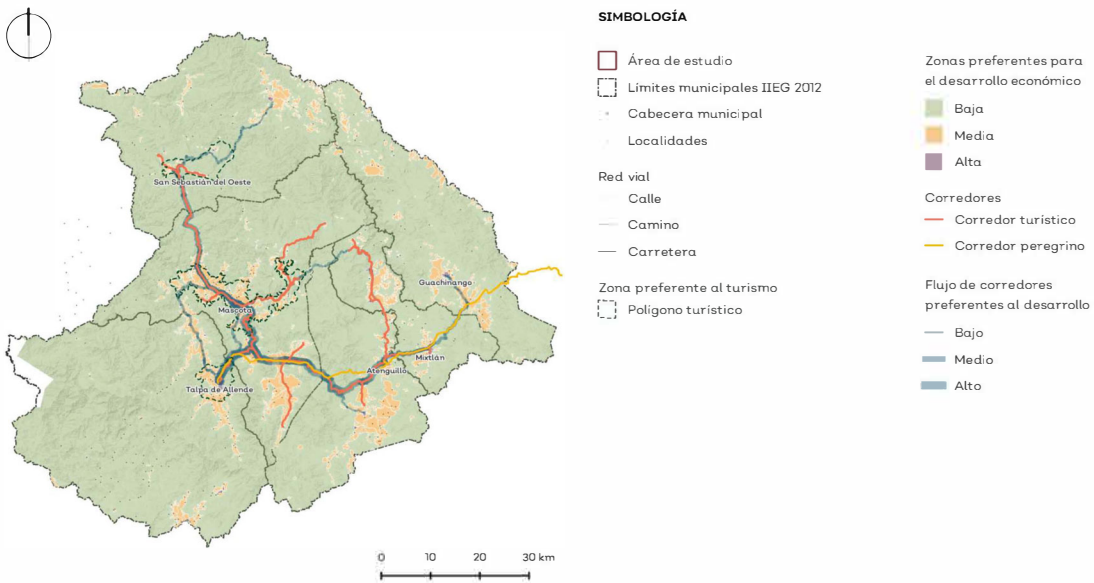 San Sebastián del Oeste
Guachinango
Mascota
Mixtlán
Atenguillo
Talpa de Allende
0 10 20 30 km
SIMBOLOGÍA
Área de estudio
Límites municipales IIEG 2012
Cabecera municipal
Localidades
Red vial
Calle
Camino
Carretera
Zona preferente al turismo
Polígono turístico
Zonas preferentes para
el desarrollo económico
Baja
Media
Alta
Corredores
Corredor turístico
Corredor peregrino
Flujo de corredores
preferentes al desarrollo
Bajo
Medio
Alto